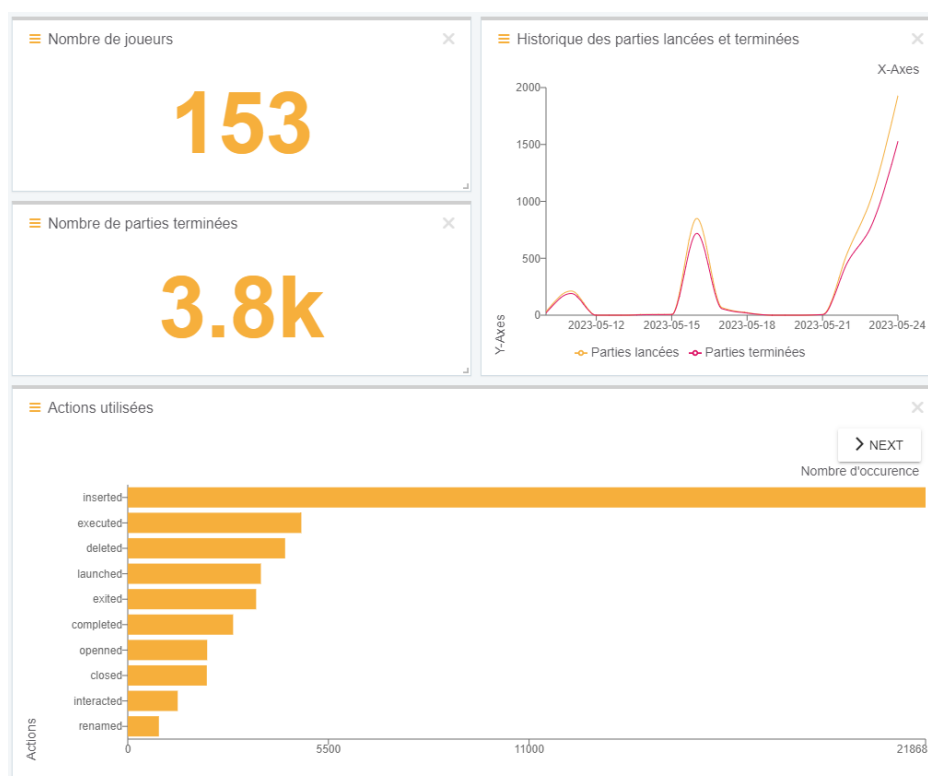 Nombre de joueurs
153
Nombre de parties terminées
3.8k
Historique des parties lancées et terminées
X-Axes
2000
1500
1000
500
0
2023-05-12 2023-05-15 2023-05-18 2023-05-21 2023-05-24
Y-Axes
Parties lancées Parties terminées
Actions utilisées
NEXT
Nombre d'occurence
inserted
executed
deleted
launched
exited
completed
openned
closed
interacted
renamed
Actions
0 5500 11000 21868